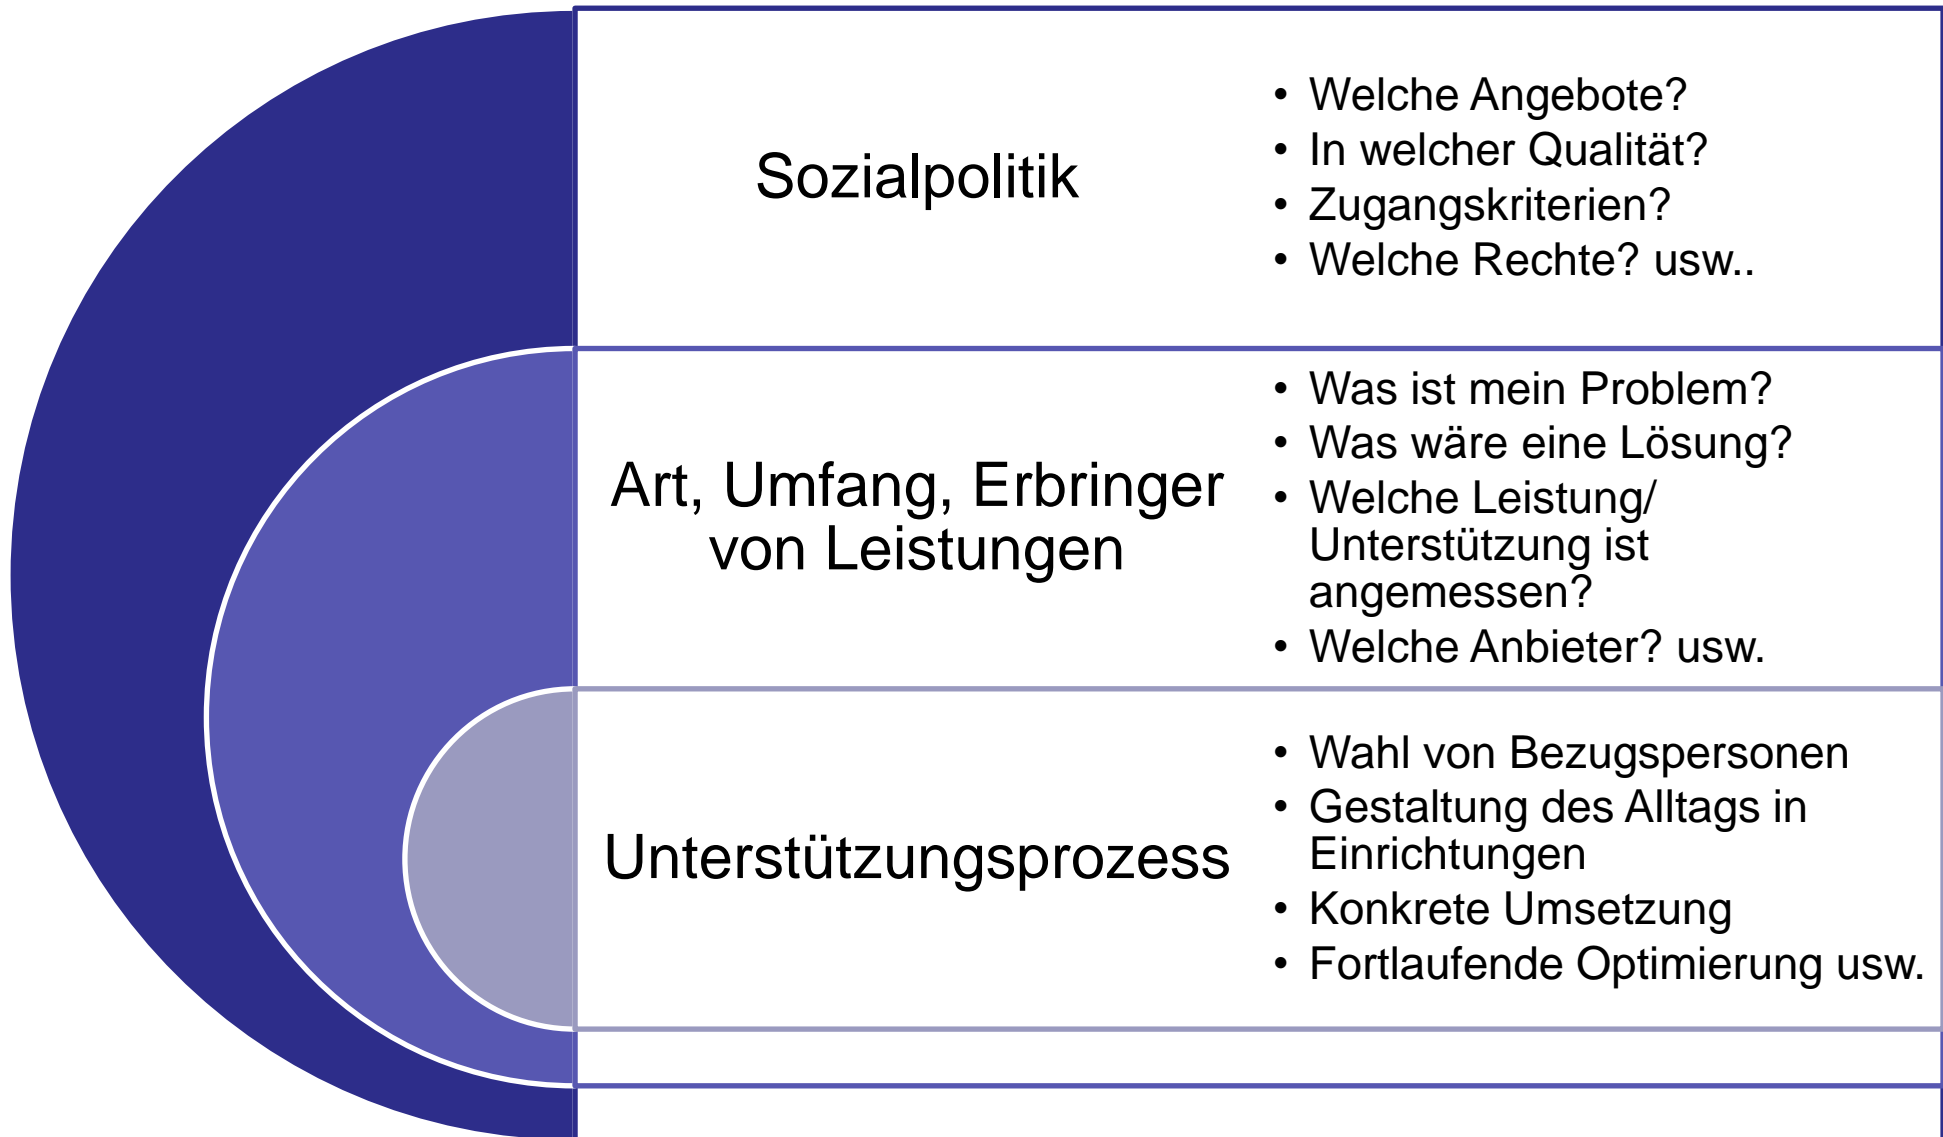 Sozialpolitik
• Welche Angebote?
• In welcher Qualität?
• Zugangskriterien?
• Welche Rechte? usw..
Art, Umfang, Erbringer
von Leistungen
• Was ist mein Problem?
• Was wäre eine Lösung?
• Welche Leistung/
Unterstützung ist
angemessen?
• Welche Anbieter? usw.
Unterstützungsprozess
• Wahl von Bezugspersonen
• Gestaltung des Alltags in
Einrichtungen
• Konkrete Umsetzung
• Fortlaufende Optimierung usw.